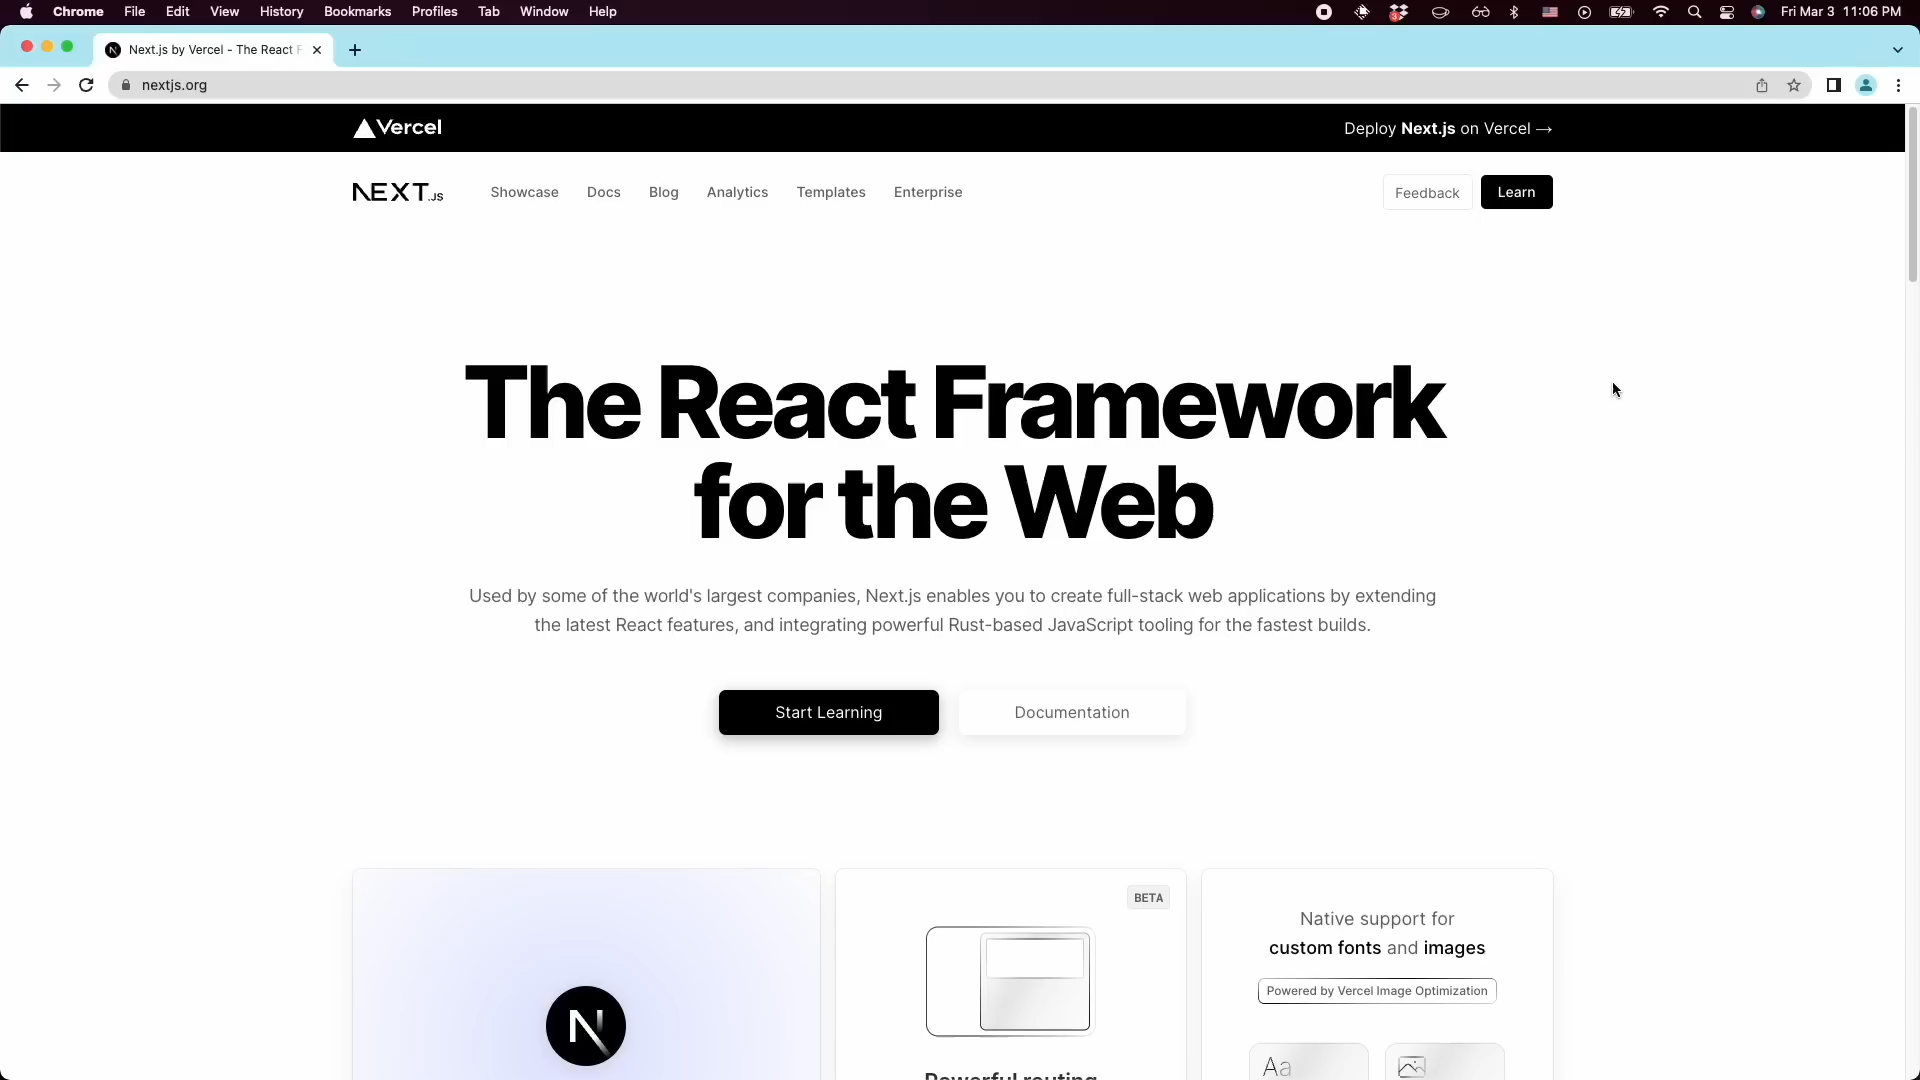 Chrome File Edit View History Bookmarks Profiles Tab Window Help
3
Fri Mar 3 11:06 PM
Next.js by Vercel - The React F
nextjs.org
Vercel
Deploy Next.js on Vercel →
NEXT.JS
Showcase Docs Blog Analytics Templates Enterprise
Feedback Learn
The React Framework
for the Web
Used by some of the world's largest companies, Next.js enables you to create full-stack web applications by extending
the latest React features, and integrating powerful Rust-based JavaScript tooling for the fastest builds.
Start Learning Documentation
N
BETA
Powerful routing
Native support for
custom fonts and images
Powered by Vercel Image Optimization
Aa